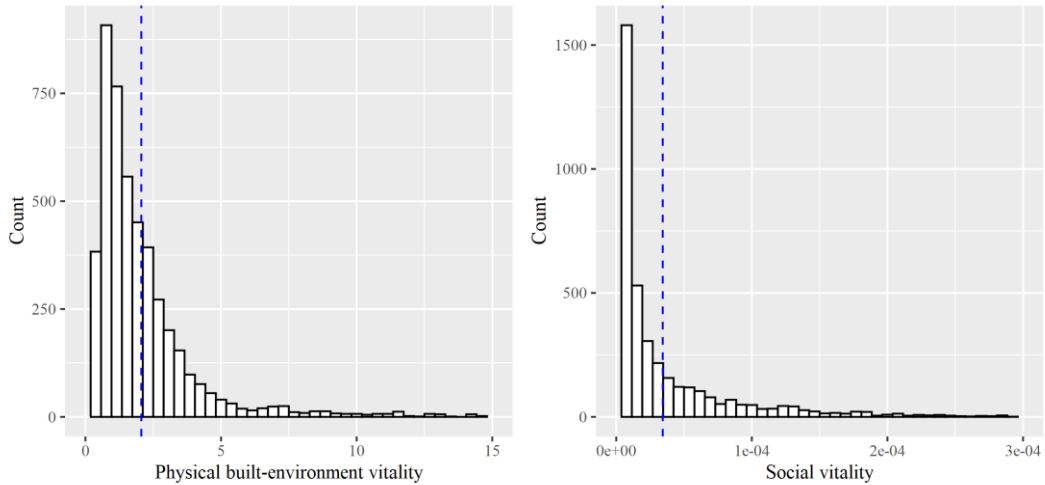 Count
750
500
250
0
0
5
10
15
Physical built-environment vitality
Count
1500
1000
500
0
0e+00
1e-04
2e-04
3e-04
Social vitality